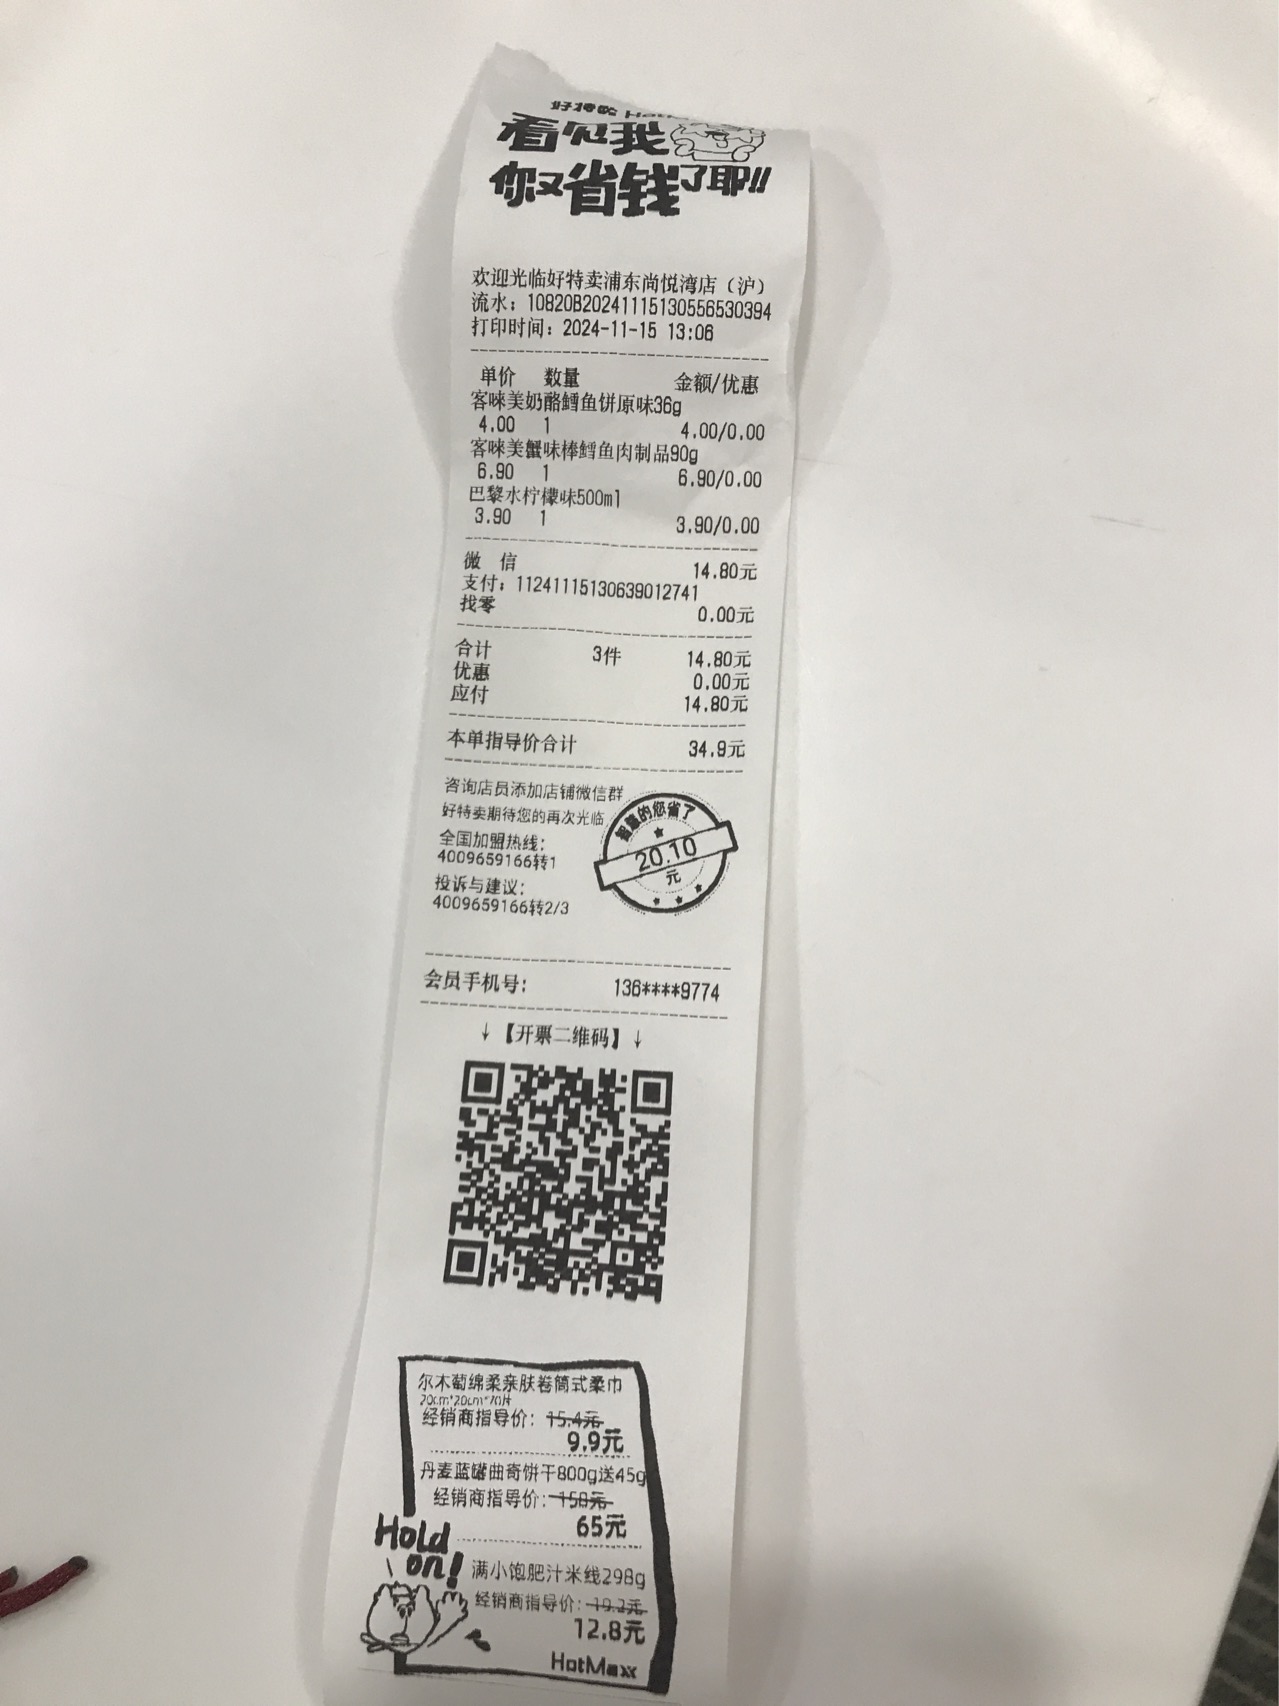 好特卖
看见我
你又省钱了耶!!
欢迎光临好特卖浦东尚悦湾店（沪）
流水：10820B20241115130556530394
打印时间：2024-11-15 13:06
单价 数量 金额/优惠
客唻美奶酪鳕鱼饼原味36g
4.00 1 4.00/0.00
客唻美蟹味棒鳕鱼肉制品90g
6.90 1 6.90/0.00
巴黎水柠檬味500ml
3.90 1 3.90/0.00
微 信 14.80元
支付：11241115130639012741
找零 0.00元
合计 3件 14.80元
优惠 0.00元
应付 14.80元
本单指导价合计 34.9元
咨询店员添加店铺微信群
好特卖期待您的再次光临
全国加盟热线：
4009659166转1
投诉与建议：
4009659166转2/3
智慧的您省了
20.10
元
会员手机号： 136****9774
↓【开票二维码】↓
尔木萄绵柔亲肤卷筒式柔巾
20cm*20cm*70片
经销商指导价：15.4元
9.9元
丹麦蓝罐曲奇饼干800g送45g
经销商指导价：158元
65元
Hold on!
满小饱肥汁米线298g
经销商指导价：19.2元
12.8元
HotMaxx